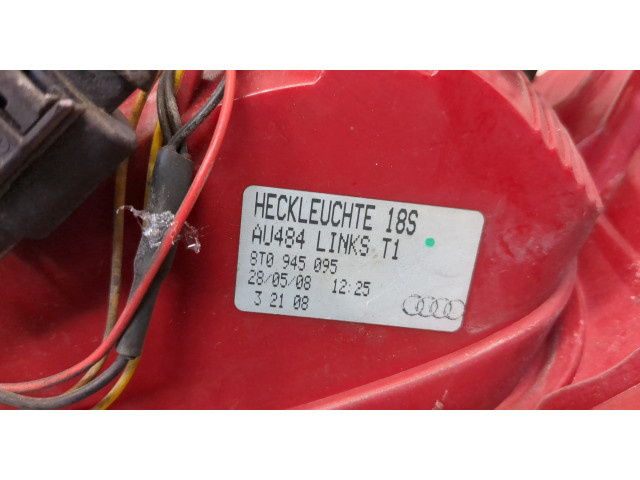 HECKLEUCHTE 18S
AU484 LINKS T1
8T0 945 095
28/05/08 12:25
3 21 08